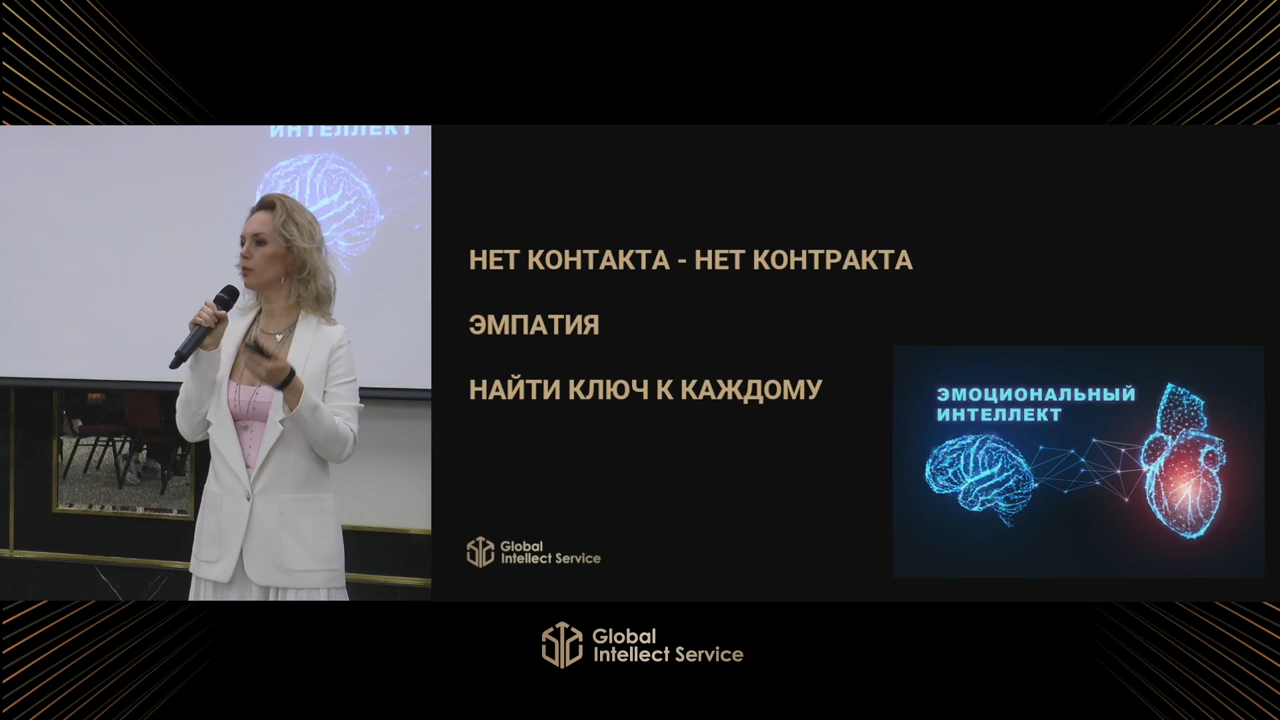 ИНТЕЛЛЕКТ
НЕТ КОНТАКТА - НЕТ КОНТРАКТА
ЭМПАТИЯ
НАЙТИ КЛЮЧ К КАЖДОМУ
ЭМОЦИОНАЛЬНЫЙ
ИНТЕЛЛЕКТ
Global
Intellect Service
Global
Intellect Service